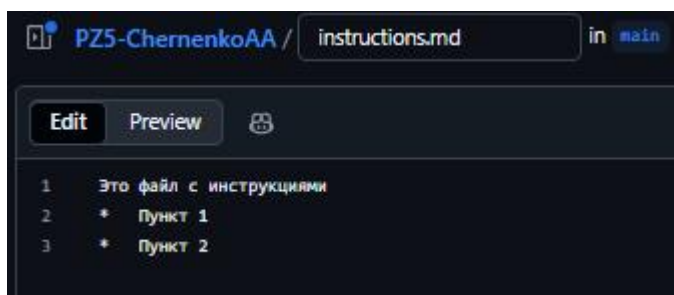 PZ5-ChernenkoAA / instructions.md in main
Edit Preview
1 Это файл с инструкциями
2 * Пункт 1
3 * Пункт 2